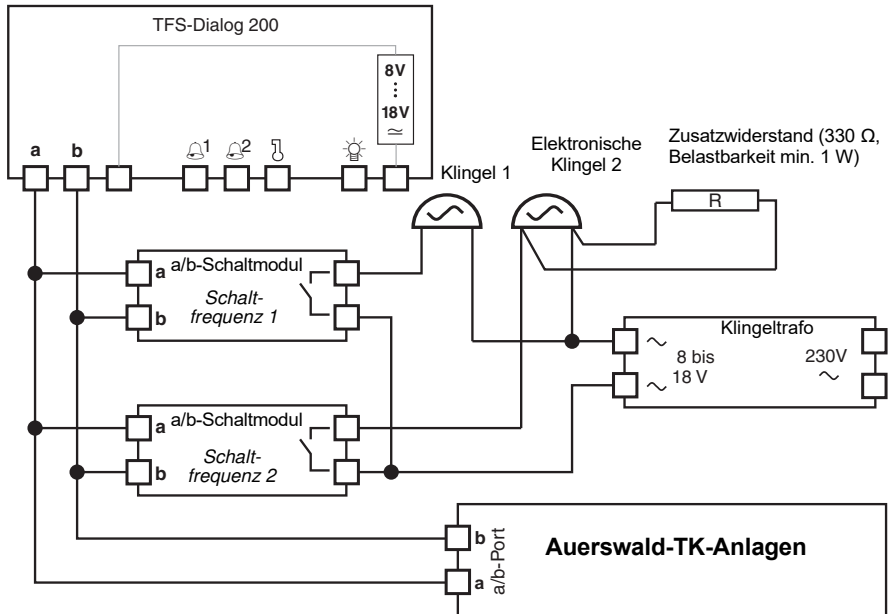 TFS-Dialog 200
8V
18V
a
b
1
2
Klingel 1
Elektronische
Klingel 2
Zusatzwiderstand (330 Ω,
Belastbarkeit min. 1 W)
R
a
a/b-Schaltmodul
Schalt-
frequenz 1
b
Klingeltrafo
8 bis
18 V
230V
a
a/b-Schaltmodul
Schalt-
frequenz 2
b
b
a
a/b-Port
Auerswald-TK-Anlagen